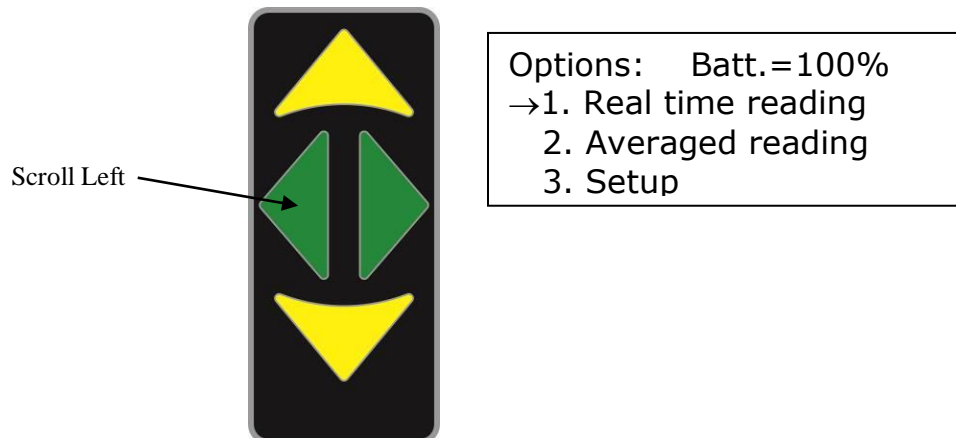 Scroll Left
Options: Batt.=100%
→1. Real time reading
2. Averaged reading
3. Setup